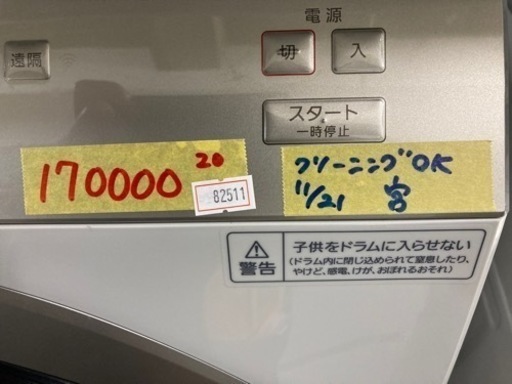 電源
遠隔
切
入
スタート
一時停止
170000
20
82511
クリーニングOK
11/21
警告
子供をドラムに入らせない
(ドラム内に閉じ込められて窒息したり、
やけど、感電、けが、おぼれるおそれ)